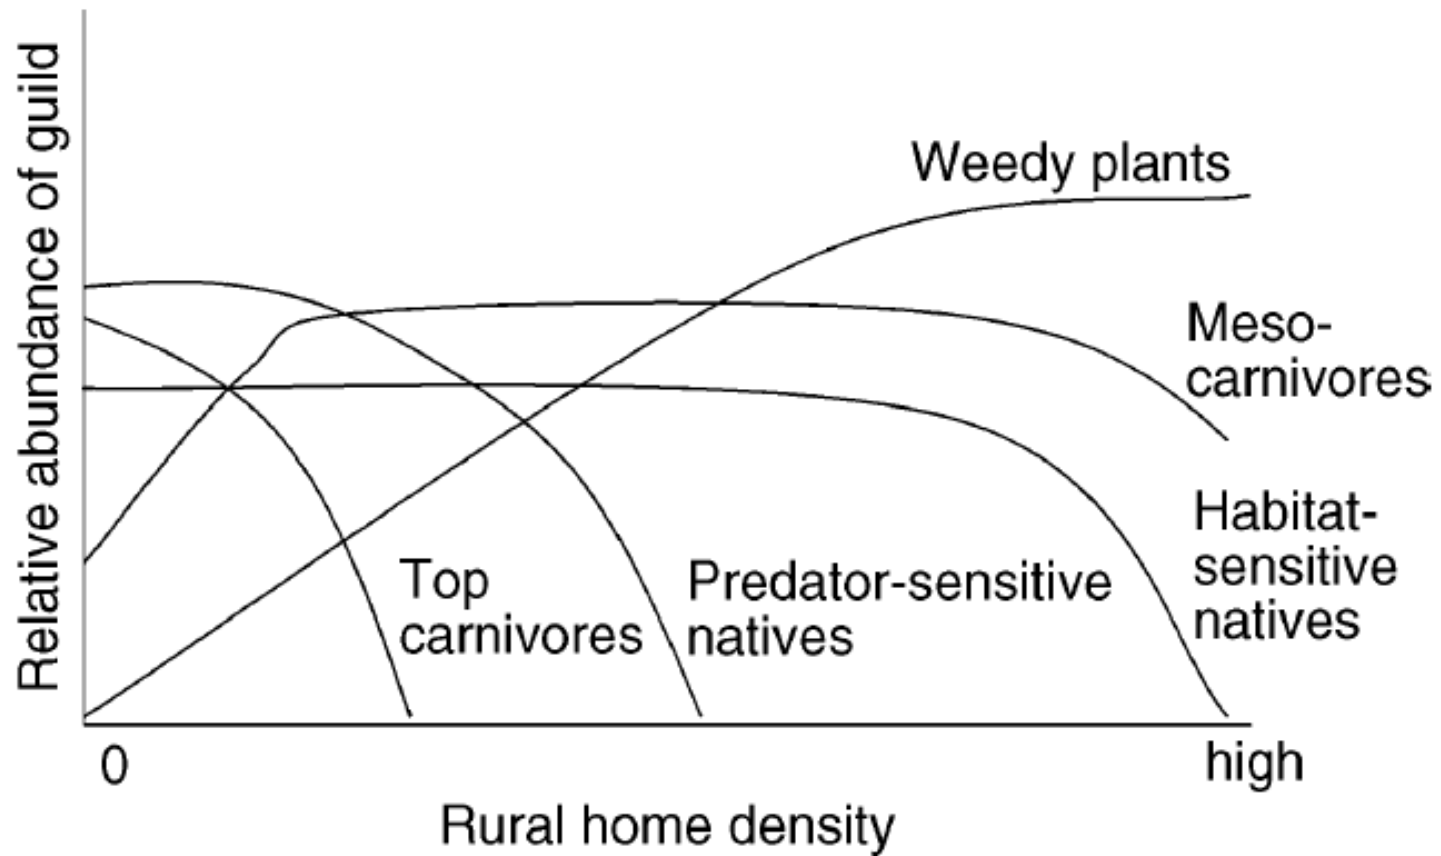 Relative abundance of guild
Weedy plants
Meso-
carnivores
Habitat-
sensitive
natives
Top
carnivores
Predator-sensitive
natives
0
high
Rural home density